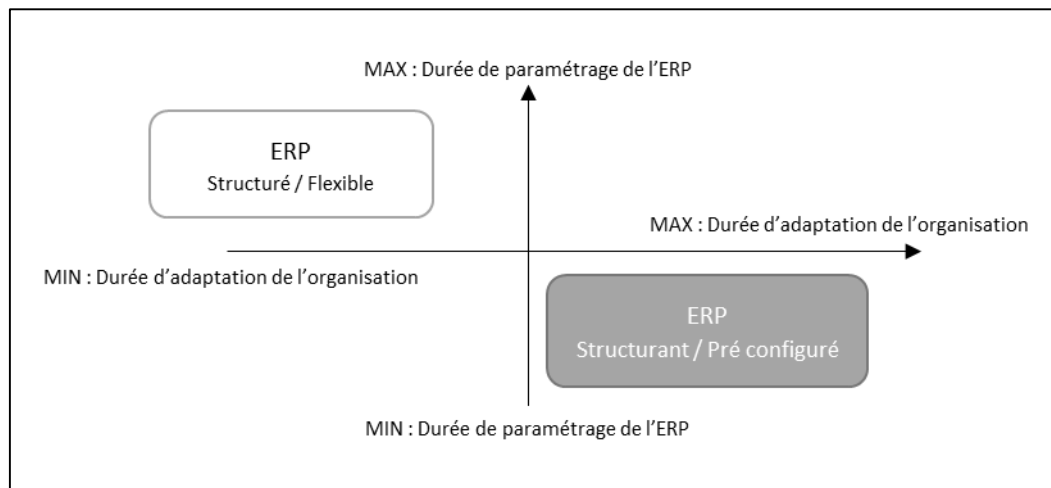 MAX : Durée de paramétrage de l’ERP
ERP
Structuré / Flexible
MAX : Durée d’adaptation de l’organisation
MIN : Durée d’adaptation de l’organisation
ERP
Structurant / Pré configuré
MIN : Durée de paramétrage de l’ERP